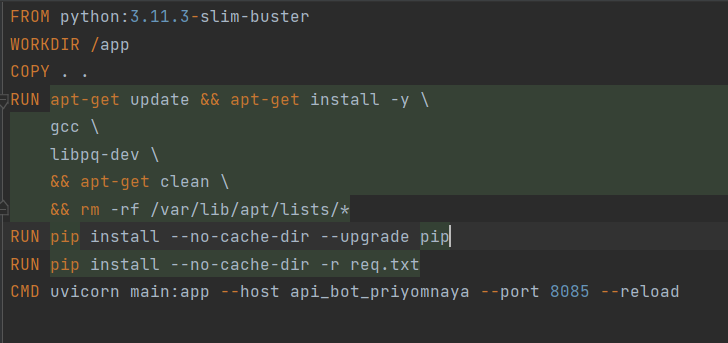 FROM python:3.11.3-slim-buster
WORKDIR /app
COPY . .
RUN apt-get update && apt-get install -y \
    gcc \
    libpq-dev \
    && apt-get clean \
    && rm -rf /var/lib/apt/lists/*
RUN pip install --no-cache-dir --upgrade pip
RUN pip install --no-cache-dir -r req.txt
CMD uvicorn main:app --host api_bot_priyomnaya --port 8085 --reload